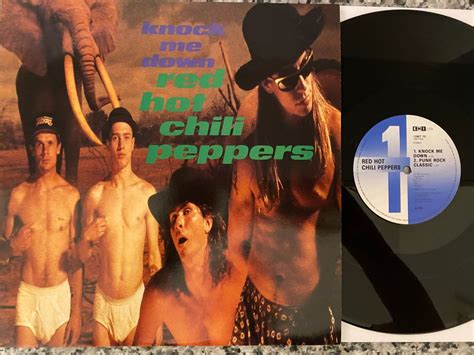 knock
me
down
red
hot
chili
peppers
EMI
RED HOT
CHILI PEPPERS
1
1. KNOCK ME
DOWN
2. PUNK ROCK
CLASSIC